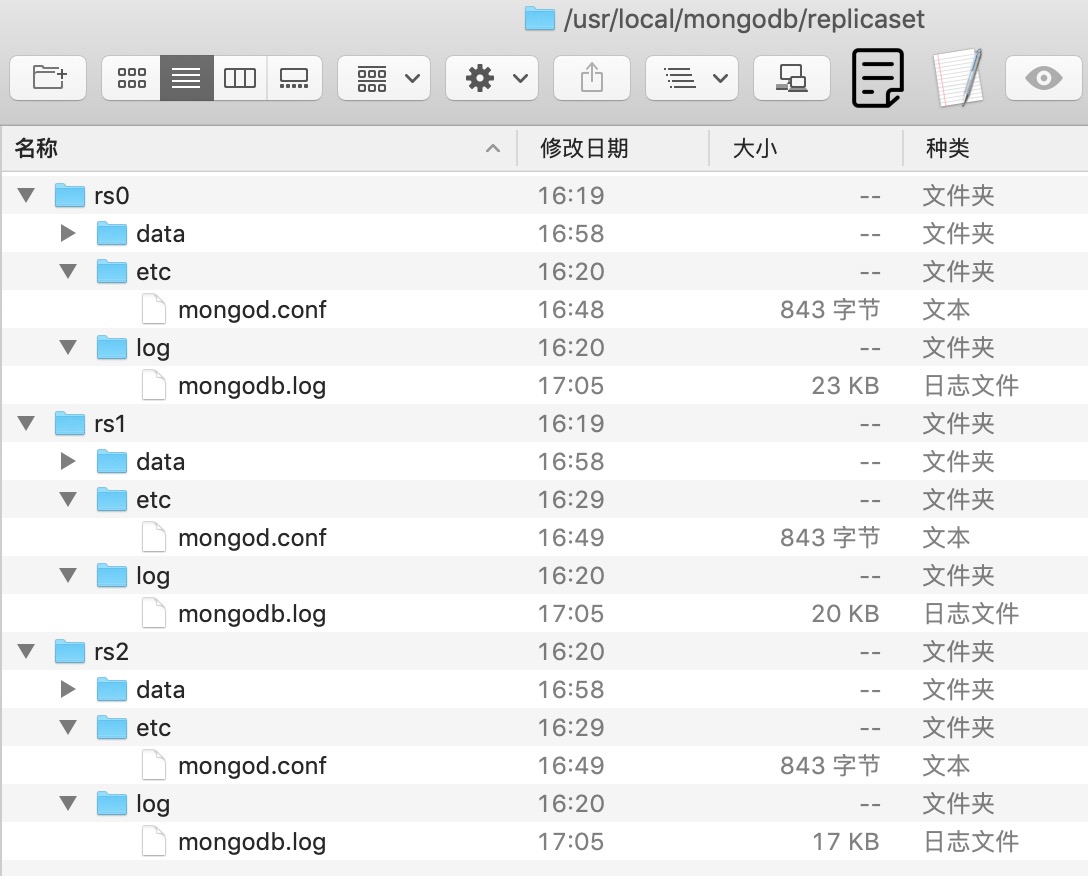 /usr/local/mongodb/replicaset
名称 修改日期 大小 种类
rs0 16:19 -- 文件夹
data 16:58 -- 文件夹
etc 16:20 -- 文件夹
mongod.conf 16:48 843 字节 文本
log 16:20 -- 文件夹
mongodb.log 17:05 23 KB 日志文件
rs1 16:19 -- 文件夹
data 16:58 -- 文件夹
etc 16:29 -- 文件夹
mongod.conf 16:49 843 字节 文本
log 16:20 -- 文件夹
mongodb.log 17:05 20 KB 日志文件
rs2 16:20 -- 文件夹
data 16:58 -- 文件夹
etc 16:29 -- 文件夹
mongod.conf 16:49 843 字节 文本
log 16:20 -- 文件夹
mongodb.log 17:05 17 KB 日志文件